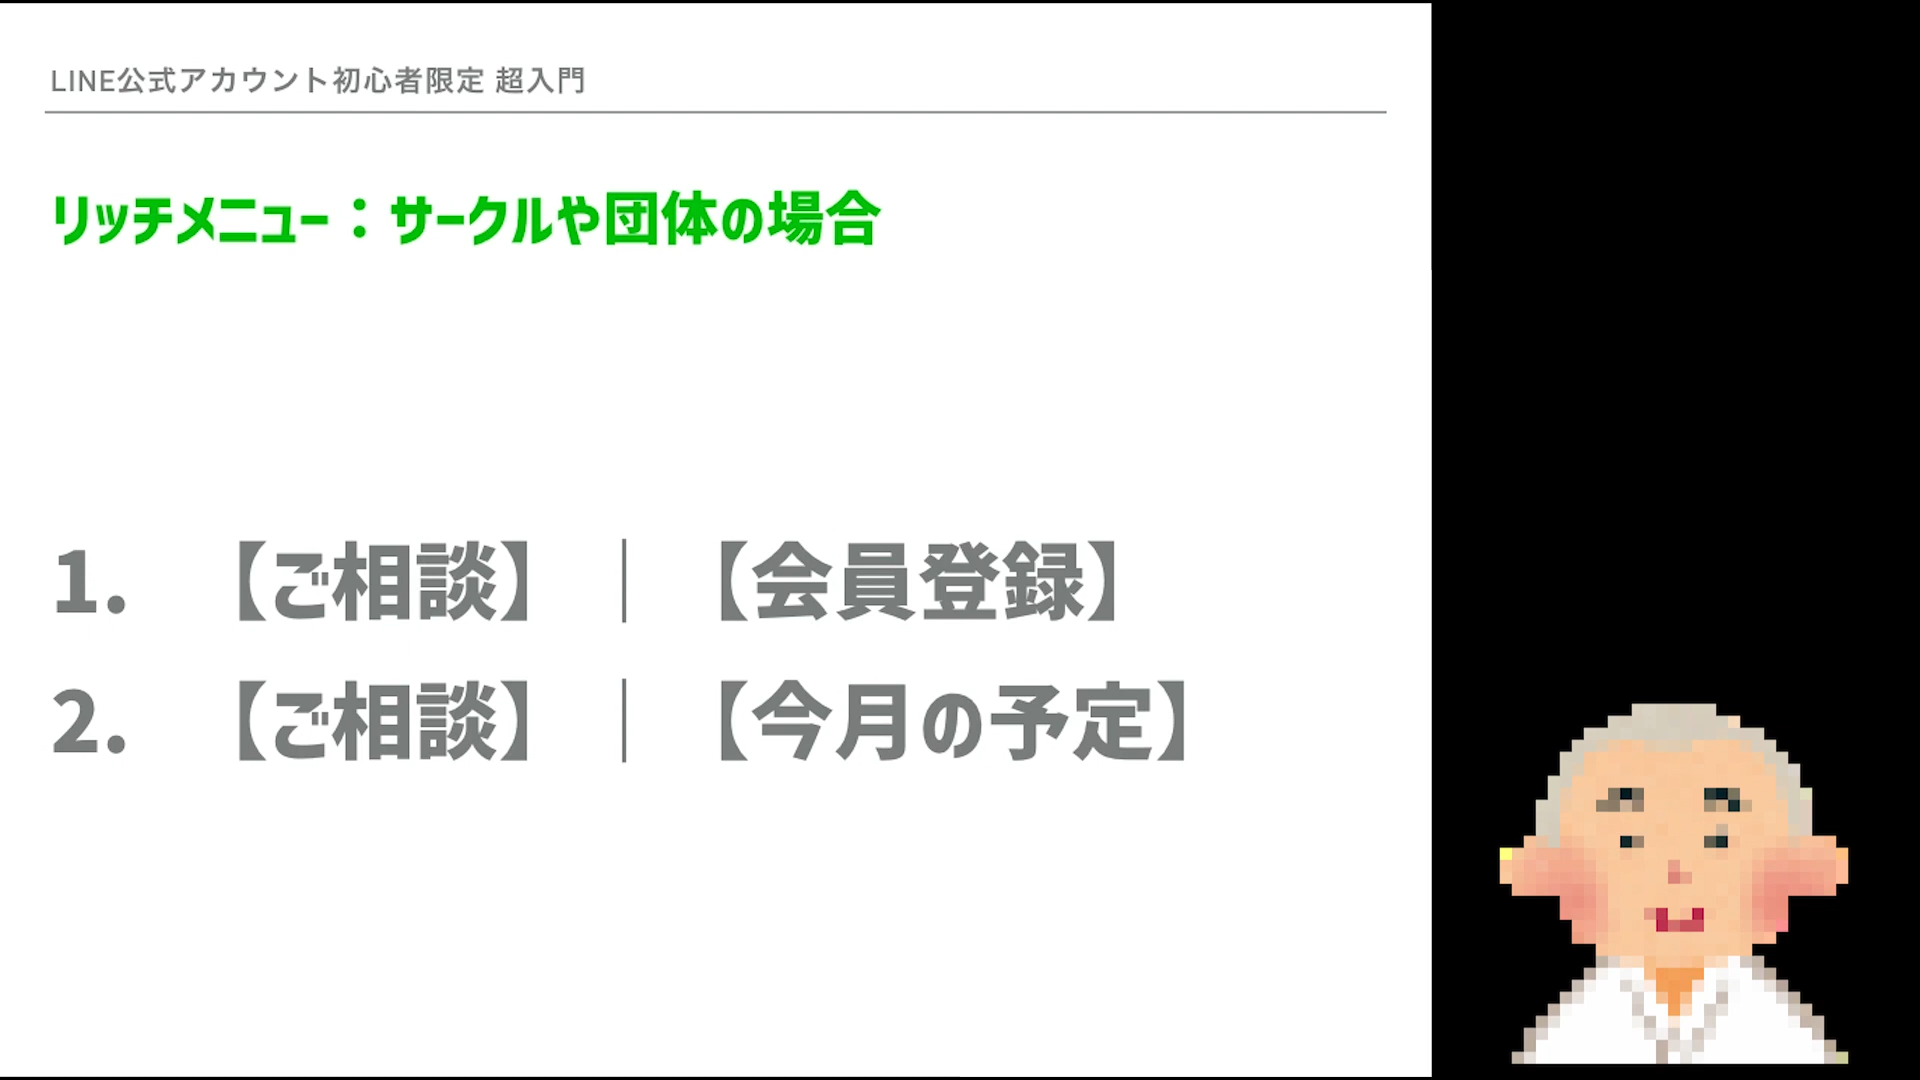 LINE公式アカウント初心者限定 超入門
リッチメニュー：サークルや団体の場合
1. 【ご相談】｜【会員登録】
2. 【ご相談】｜【今月の予定】